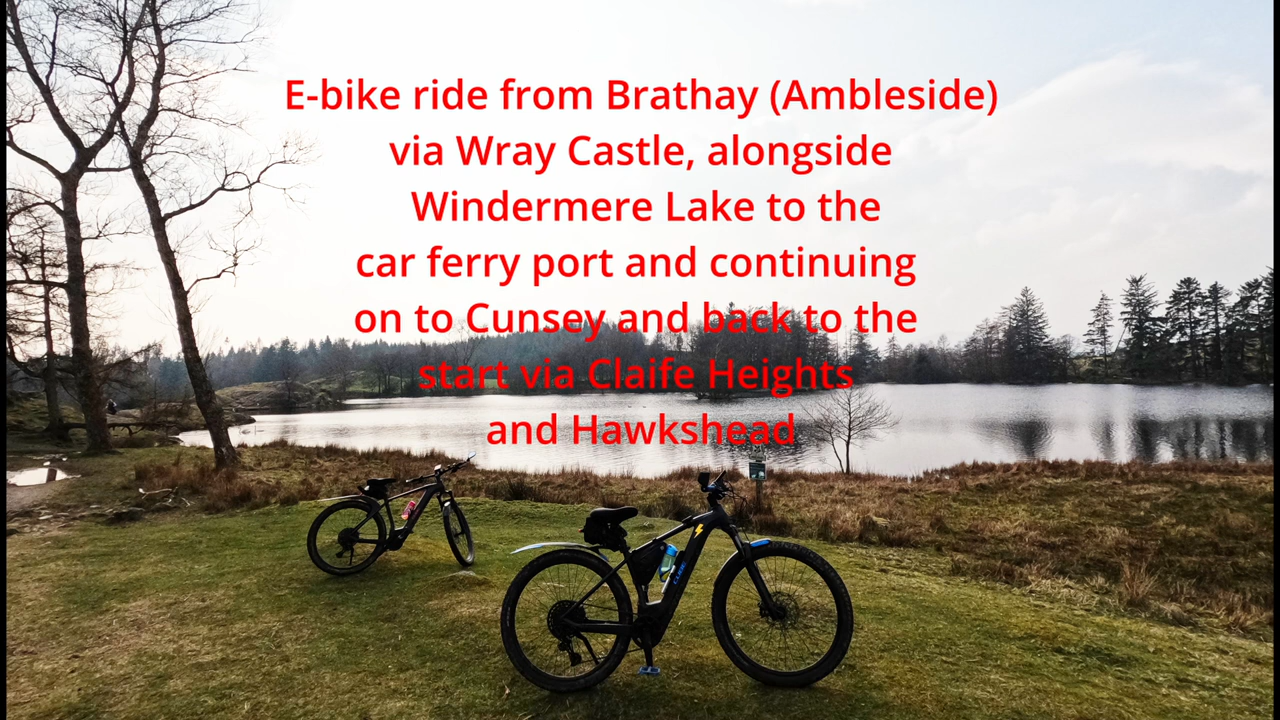 E-bike ride from Brathay (Ambleside)
via Wray Castle, alongside
Windermere Lake to the
car ferry port and continuing
on to Cunsey and back to the
start via Claife Heights
and Hawkshead
CUBE